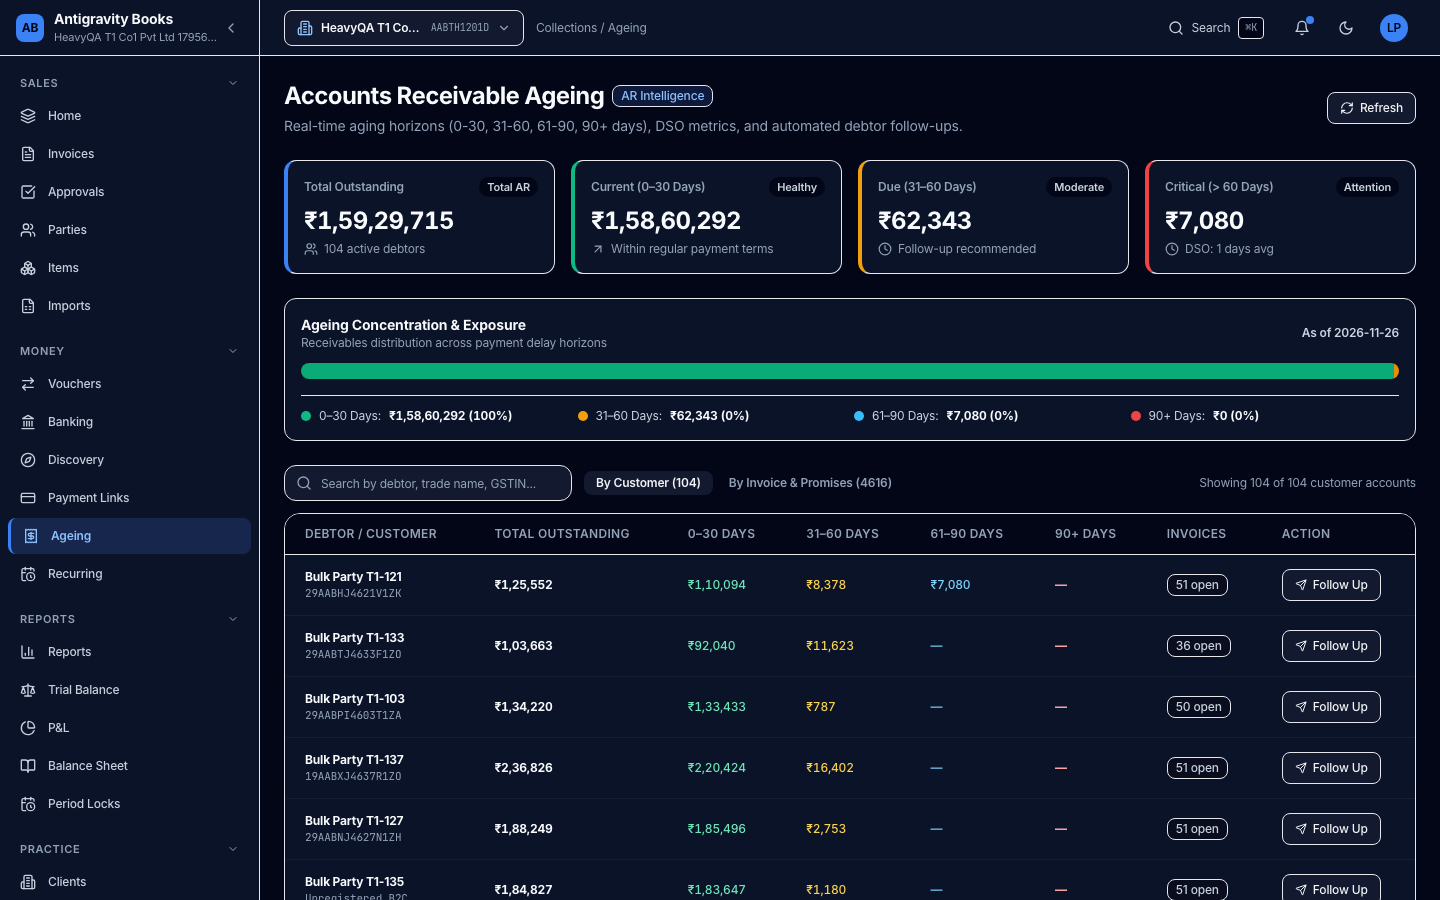 AB
Antigravity Books
HeavyQA T1 Co1 Pvt Ltd 17956...
HeavyQA T1 Co... AABTH1201D
Collections / Ageing
Search ⌘K
LP
SALES
Home
Invoices
Approvals
Parties
Items
Imports
MONEY
Vouchers
Banking
Discovery
Payment Links
Ageing
Recurring
REPORTS
Reports
Trial Balance
P&L
Balance Sheet
Period Locks
PRACTICE
Clients
Accounts Receivable Ageing AR Intelligence
Real-time aging horizons (0-30, 31-60, 61-90, 90+ days), DSO metrics, and automated debtor follow-ups.
Refresh
Total Outstanding Total AR
₹1,59,29,715
104 active debtors
Current (0–30 Days) Healthy
₹1,58,60,292
Within regular payment terms
Due (31–60 Days) Moderate
₹62,343
Follow-up recommended
Critical (> 60 Days) Attention
₹7,080
DSO: 1 days avg
Ageing Concentration & Exposure
Receivables distribution across payment delay horizons
As of 2026-11-26
0–30 Days: ₹1,58,60,292 (100%)
31–60 Days: ₹62,343 (0%)
61–90 Days: ₹7,080 (0%)
90+ Days: ₹0 (0%)
Search by debtor, trade name, GSTIN...
By Customer (104)
By Invoice & Promises (4616)
Showing 104 of 104 customer accounts
DEBTOR / CUSTOMER TOTAL OUTSTANDING 0–30 DAYS 31–60 DAYS 61–90 DAYS 90+ DAYS INVOICES ACTION
Bulk Party T1-121
29AABHJ4621V1ZK
₹1,25,552 ₹1,10,094 ₹8,378 ₹7,080 — 51 open Follow Up
Bulk Party T1-133
29AABTJ4633F1ZO
₹1,03,663 ₹92,040 ₹11,623 — — 36 open Follow Up
Bulk Party T1-103
29AABPI4603T1ZA
₹1,34,220 ₹1,33,433 ₹787 — — 50 open Follow Up
Bulk Party T1-137
19AABXJ4637R1ZO
₹2,36,826 ₹2,20,424 ₹16,402 — — 51 open Follow Up
Bulk Party T1-127
29AABNJ4627N1ZH
₹1,88,249 ₹1,85,496 ₹2,753 — — 51 open Follow Up
Bulk Party T1-135
Unregistered B2C
₹1,84,827 ₹1,83,647 ₹1,180 — — 51 open Follow Up